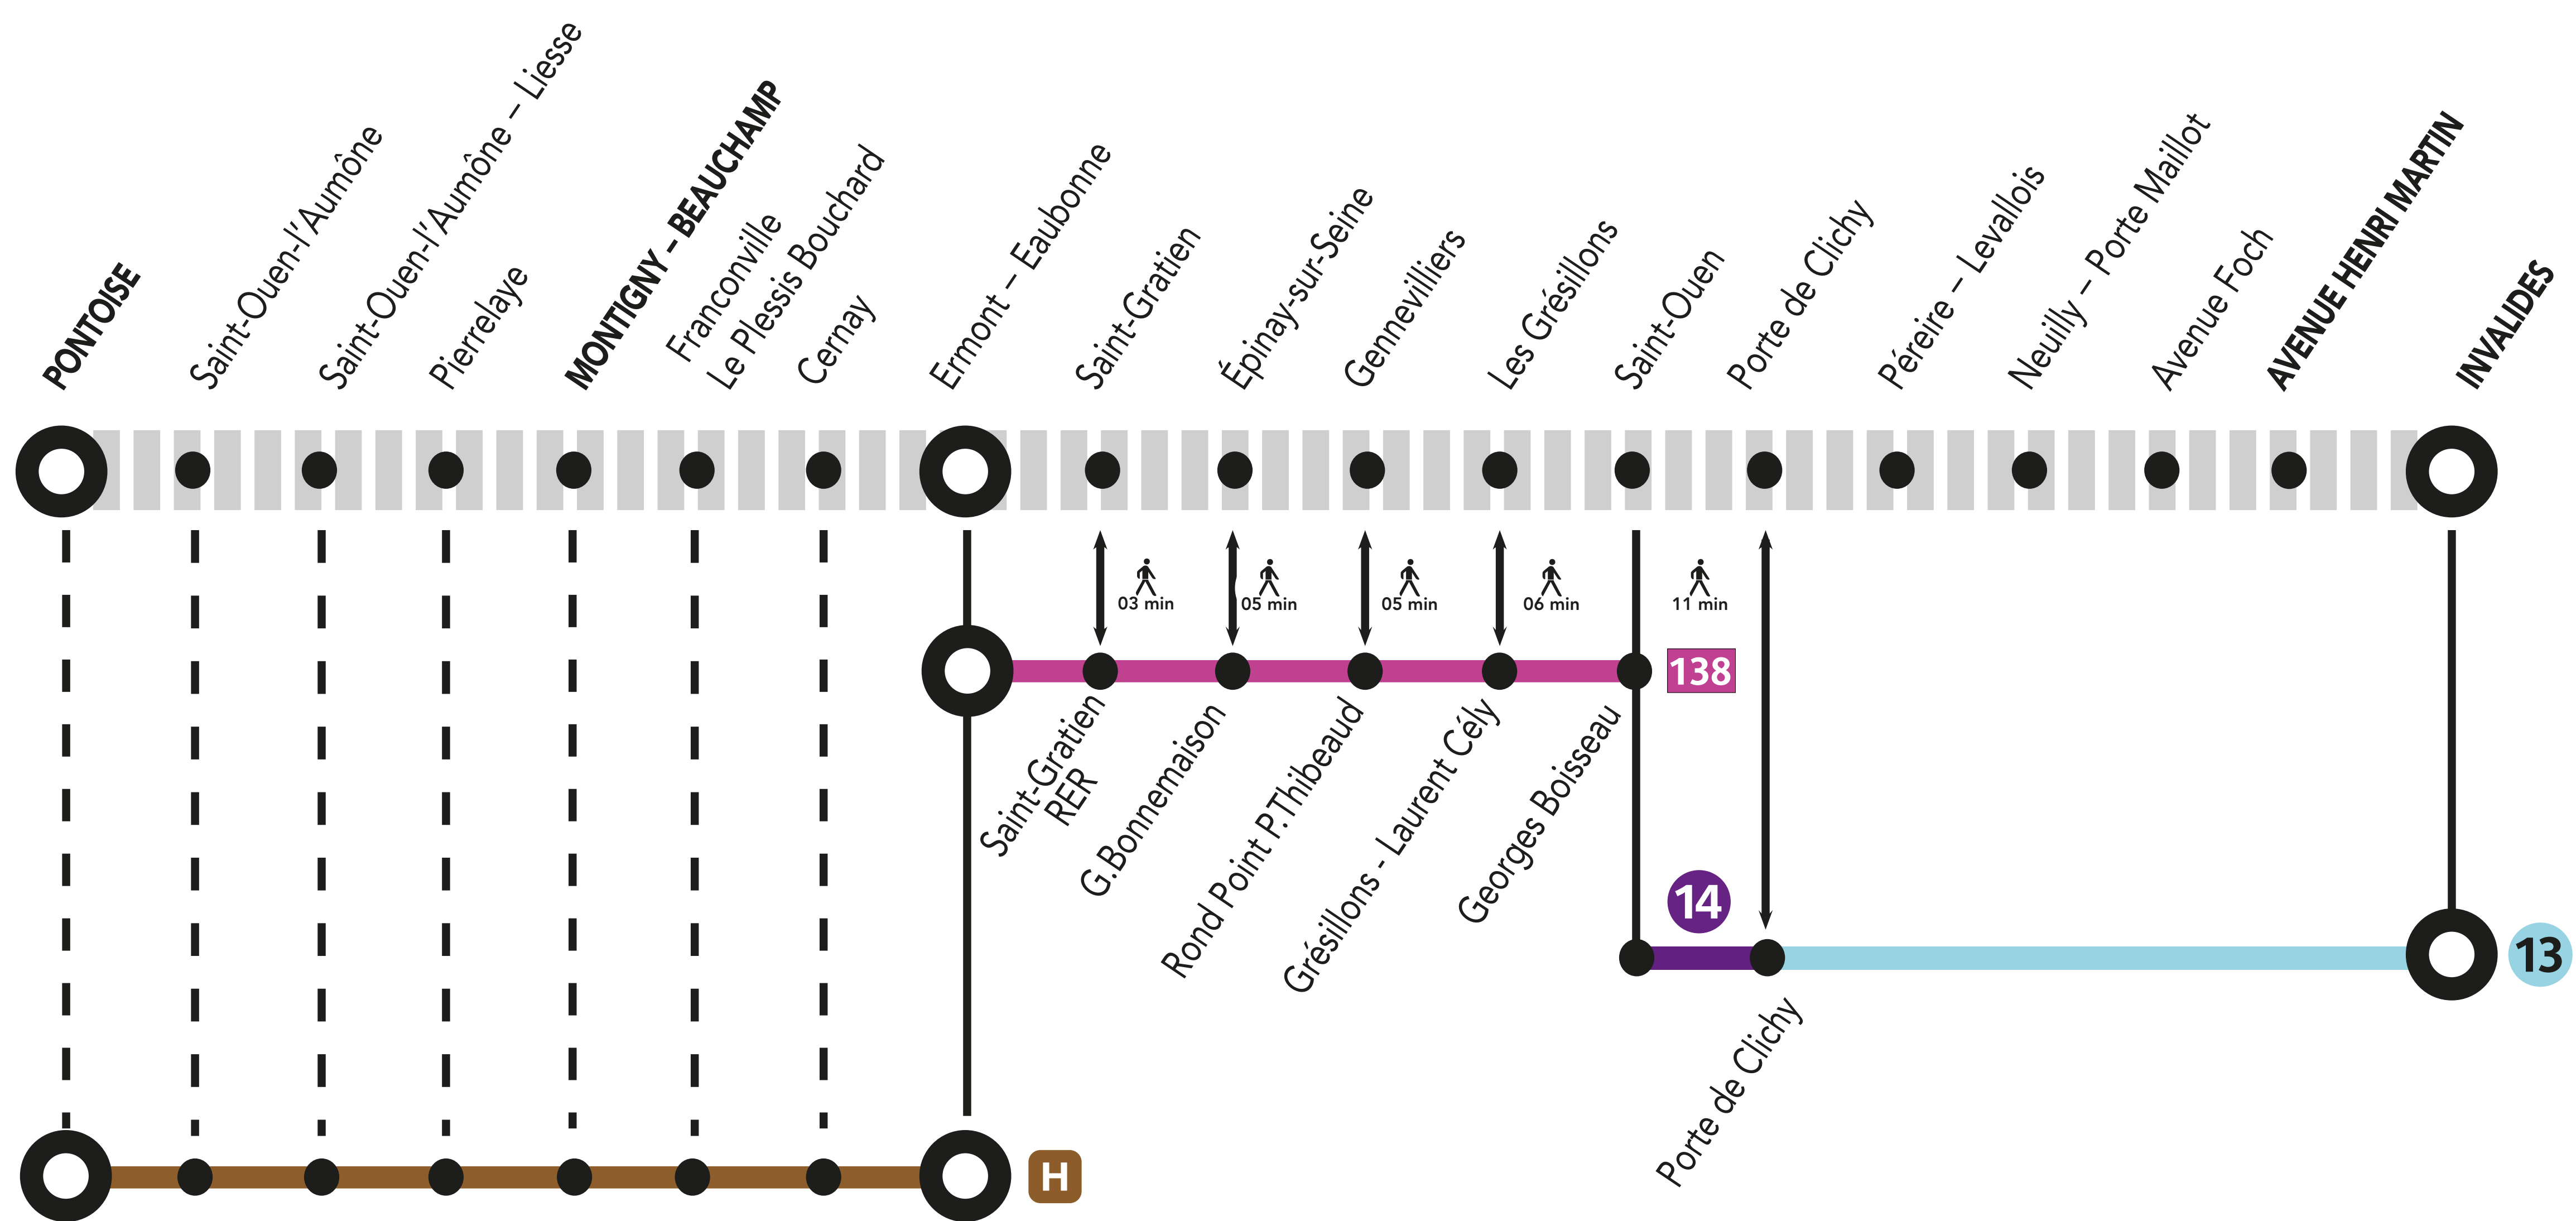 PONTOISE
Saint-Ouen-l'Aumône
Saint-Ouen-l'Aumône – Liesse
Pierrelaye
MONTIGNY – BEAUCHAMP
Franconville
Le Plessis Bouchard
Cernay
Ermont – Eaubonne
Saint-Gratien
Épinay-sur-Seine
Gennevilliers
Les Grésillons
Saint-Ouen
Porte de Clichy
Péreire – Levallois
Neuilly – Porte Maillot
Avenue Foch
AVENUE HENRI MARTIN
INVALIDES
03 min
05 min
05 min
06 min
11 min
138
Saint-Gratien
RER
G.Bonnemaison
Rond Point P.Thibeaud
Grésillons - Laurent Cély
Georges Boisseau
14
13
Porte de Clichy
H